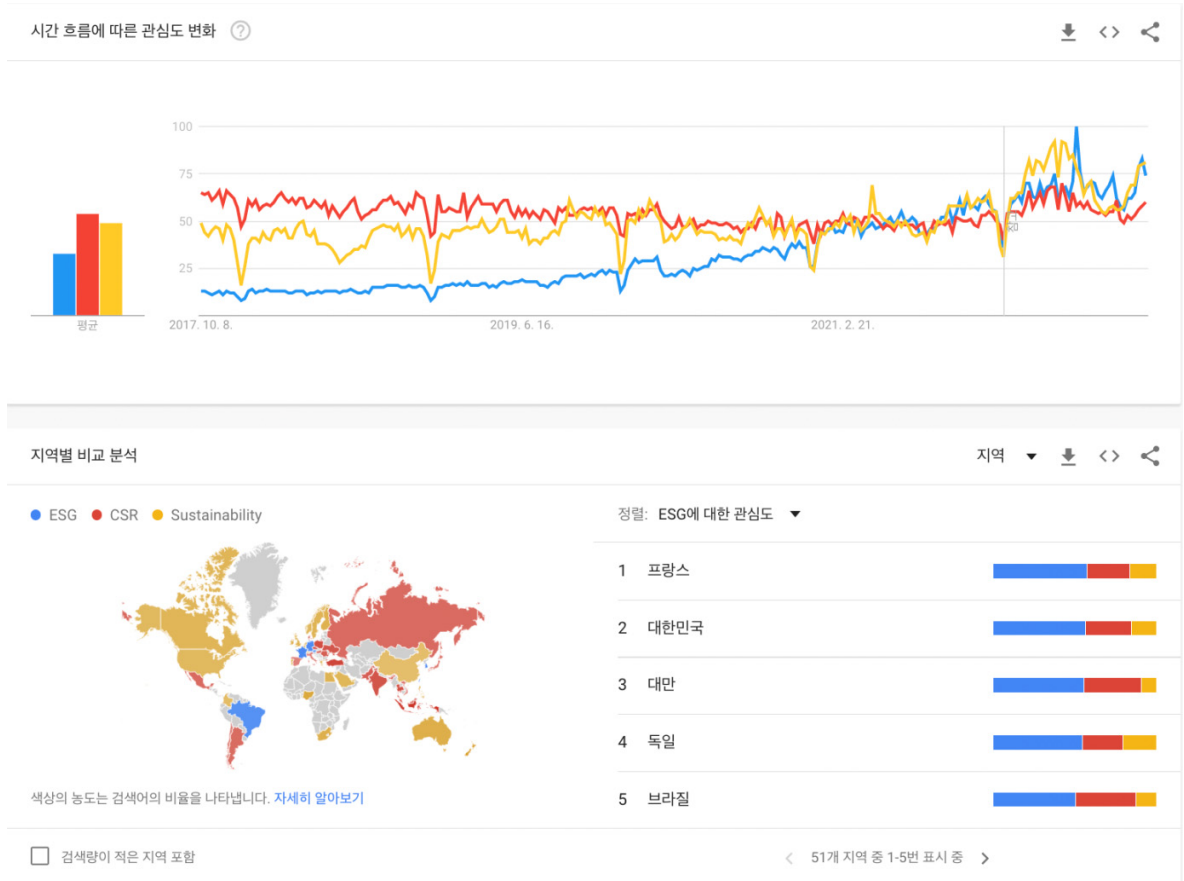 시간 흐름에 따른 관심도 변화 ?
100
75
50
25
평균
2017. 10. 8.
2019. 6. 16.
2021. 2. 21.
참고
지역별 비교 분석
지역
ESG CSR Sustainability
정렬: ESG에 대한 관심도
1 프랑스
2 대한민국
3 대만
4 독일
5 브라질
색상의 농도는 검색어의 비율을 나타냅니다. 자세히 알아보기
검색량이 적은 지역 포함
51개 지역 중 1-5번 표시 중